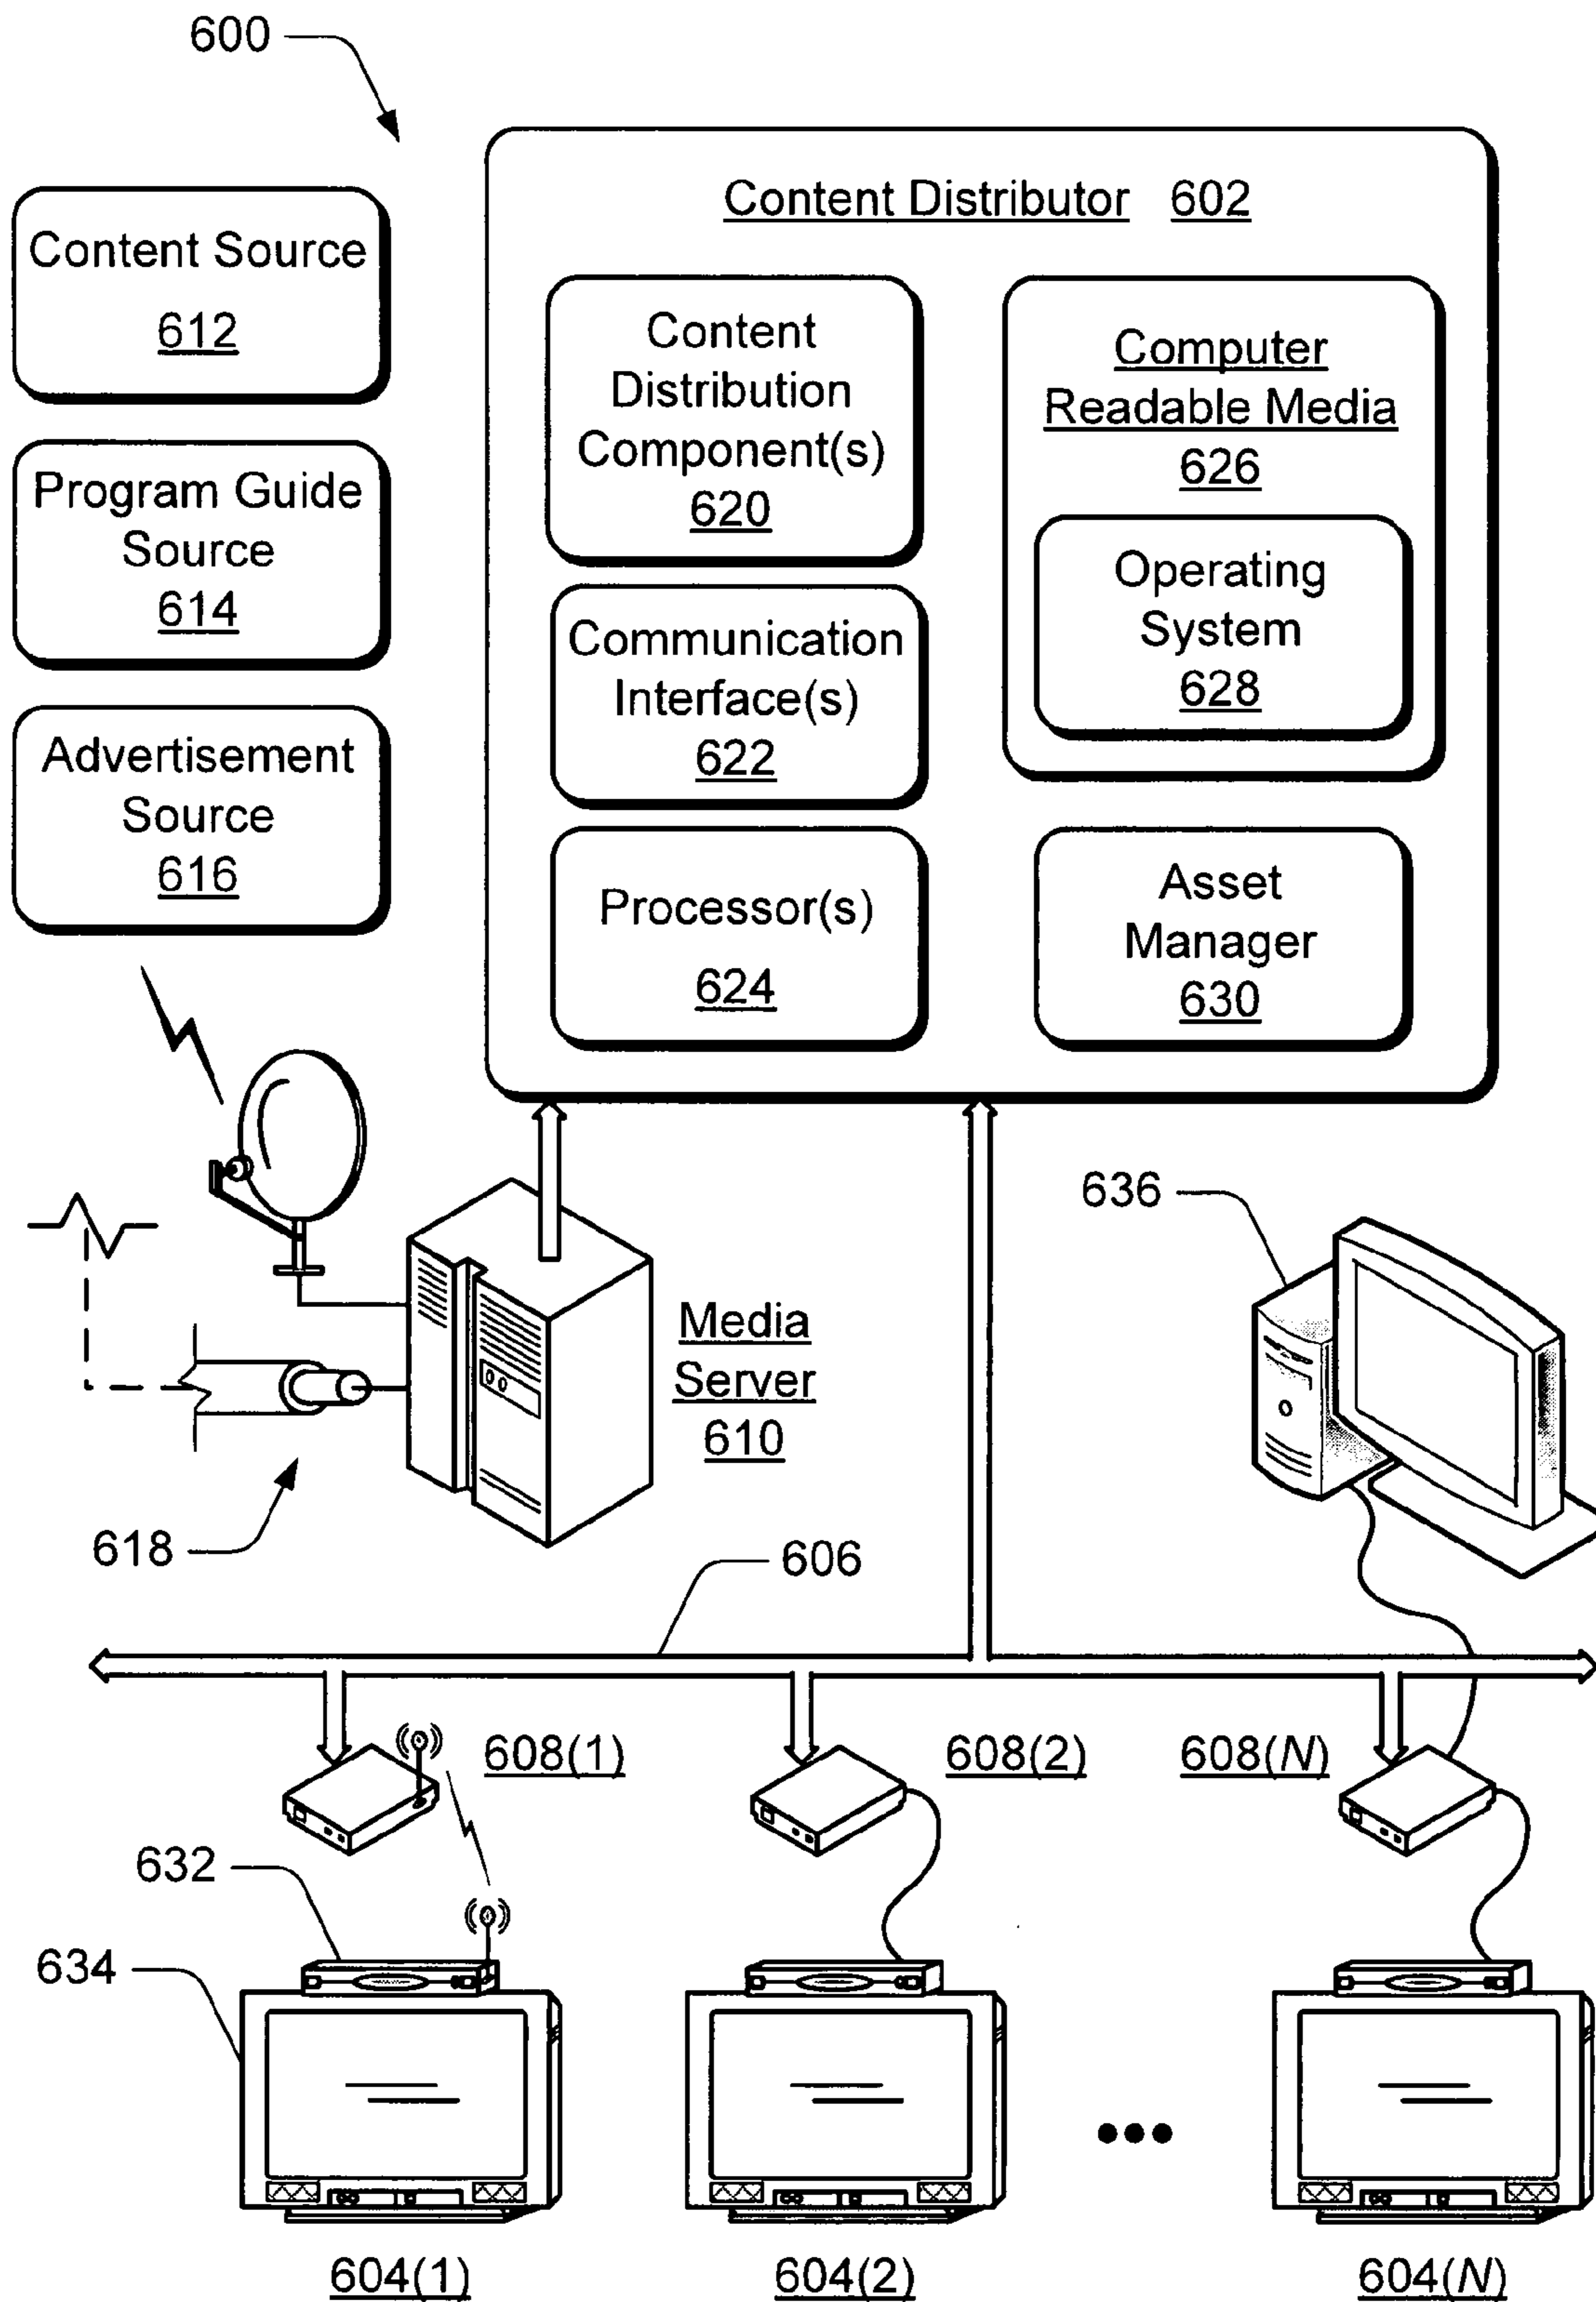 600
Content Distributor 602
Content Source
612
Program Guide
Source
614
Advertisement
Source
616
Content
Distribution
Component(s)
620
Communication
Interface(s)
622
Processor(s)
624
Computer
Readable Media
626
Operating
System
628
Asset
Manager
630
636
Media
Server
610
618
606
608(1)
608(2)
608(N)
632
634
604(1)
604(2)
604(N)